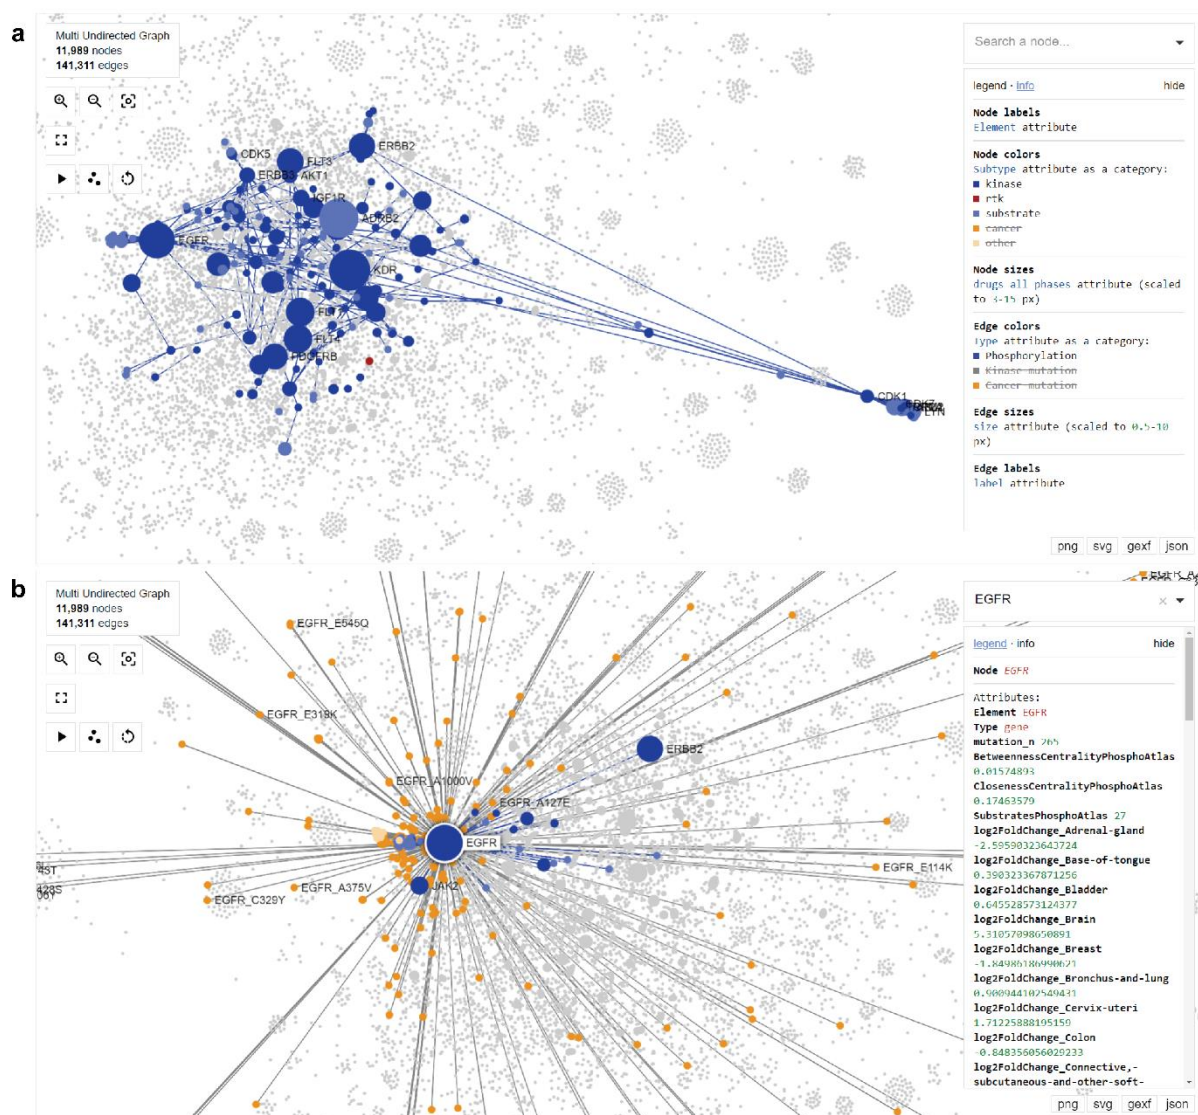 a
Multi Undirected Graph
11,989 nodes
141,311 edges
Search a node...
legend · info
hide
Node labels
Element attribute
Node colors
Subtype attribute as a category:
kinase
rtk
substrate
cancer
other
Node sizes
drugs all phases attribute (scaled
to 3-15 px)
Edge colors
Type attribute as a category:
Phosphorylation
Kinase mutation
Cancer mutation
Edge sizes
size attribute (scaled to 0.5-10
px)
Edge labels
label attribute
png
svg
gexf
json
ERBB2
CDK5
FLT3
ERBB3
AKT1
IGF1R
ADRB2
EGFR
KDR
FLT4
PDGFRB
CDK1
LYN
b
Multi Undirected Graph
11,989 nodes
141,311 edges
EGFR_E545Q
EGFR_E319K
ERBB2
EGFR_A1000V
EGFR_A127E
EGFR
EGFR_E114K
JAK2
EGFR_A375V
EGFR_C329Y
EGFR
legend · info
hide
Node EGFR
Attributes:
Element EGFR
Type gene
mutation_n 265
BetweennessCentralityPhosphoAtlas
0.01574893
ClosenessCentralityPhosphoAtlas
0.17463579
SubstratesPhosphoAtlas 27
log2FoldChange_Adrenal-gland
-2.59590323643724
log2FoldChange_Base-of-tongue
0.390323367871256
log2FoldChange_Bladder
0.645528573124377
log2FoldChange_Brain
5.31057098650891
log2FoldChange_Breast
-1.84986186990621
log2FoldChange_Bronchus-and-lung
0.900944102549431
log2FoldChange_Cervix-uteri
1.71225888195159
log2FoldChange_Colon
-0.848356056029233
log2FoldChange_Connective,-
subcutaneous-and-other-soft-
png
svg
gexf
json